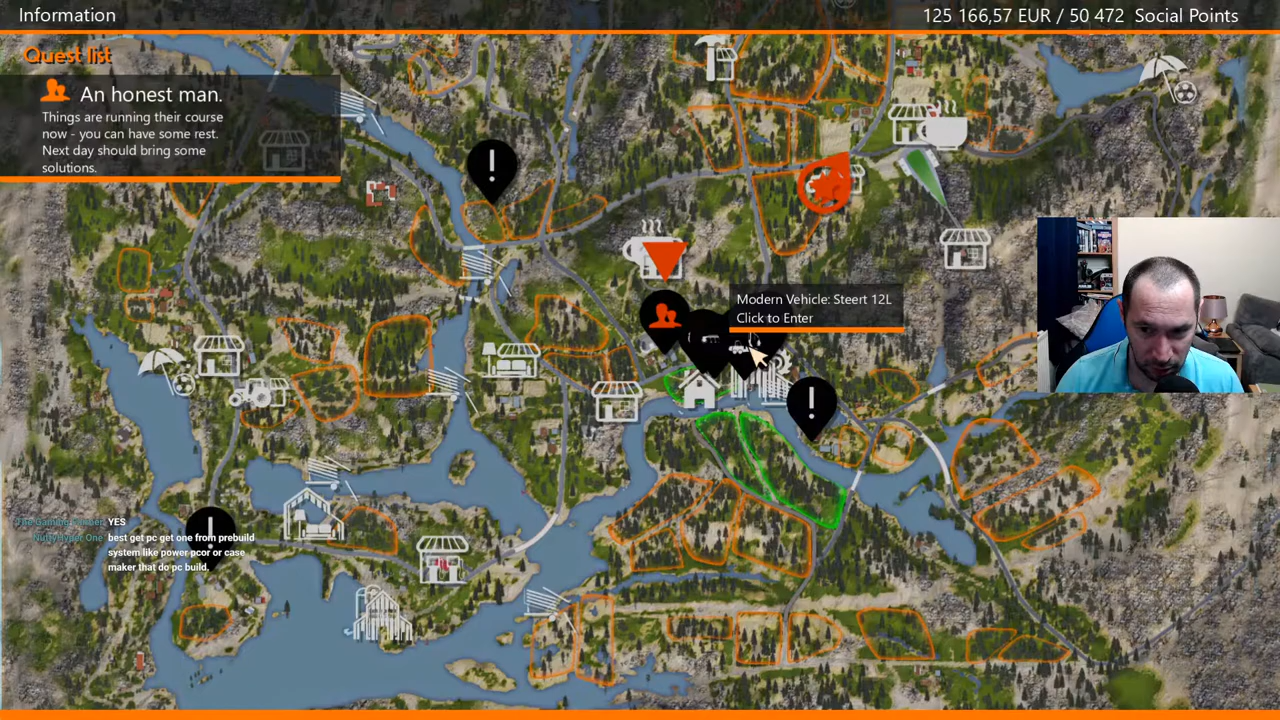 Information
125 166,57 EUR / 50 472 Social Points
Quest list
An honest man.
Things are running their course
now - you can have some rest.
Next day should bring some
solutions.
Modern Vehicle: Steert 12L
Click to Enter
YES
NuttyHyper One best get pc get one from prebuild
system like power pcor or case
maker that do pc build.